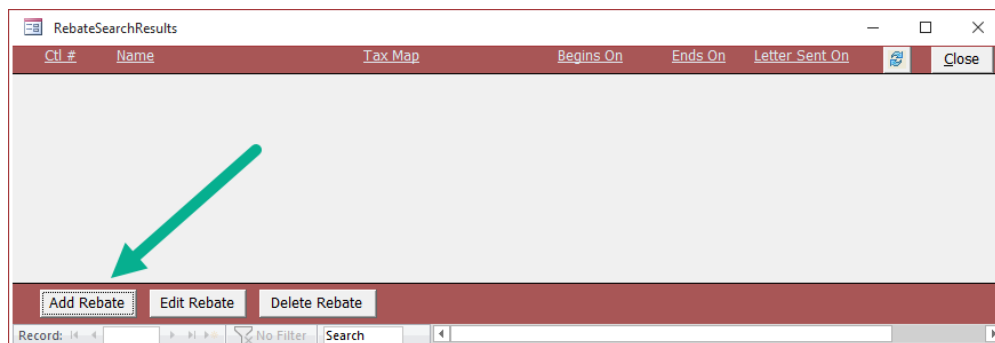 RebateSearchResults
Ctl # Name Tax Map Begins On Ends On Letter Sent On Close
Add Rebate Edit Rebate Delete Rebate
Record: No Filter Search